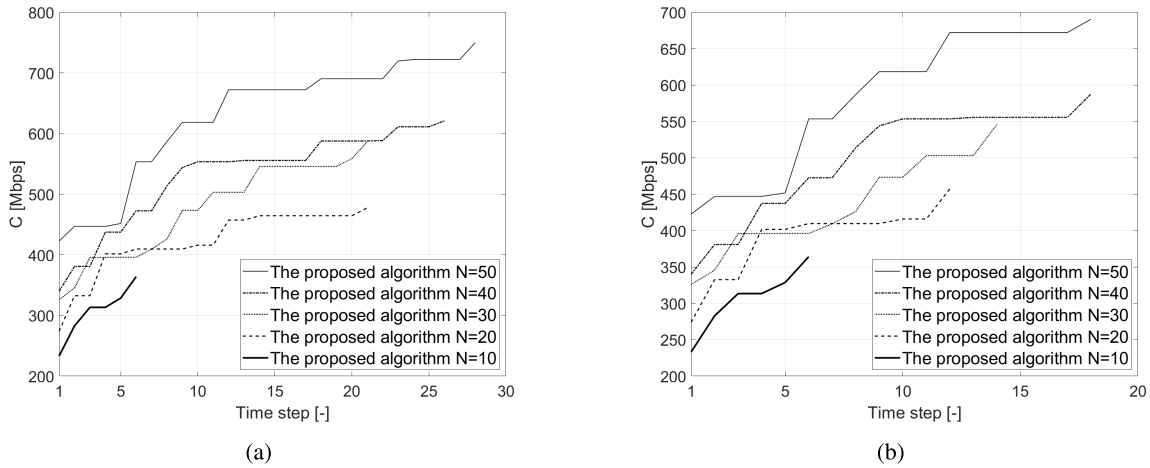 800
700
600
500
400
300
200
C [Mbps]
1 5 10 15 20 25 30
Time step [-]
The proposed algorithm N=50
The proposed algorithm N=40
The proposed algorithm N=30
The proposed algorithm N=20
The proposed algorithm N=10
(a)
700
650
600
550
500
450
400
350
300
250
200
C [Mbps]
1 5 10 15 20
Time step [-]
The proposed algorithm N=50
The proposed algorithm N=40
The proposed algorithm N=30
The proposed algorithm N=20
The proposed algorithm N=10
(b)